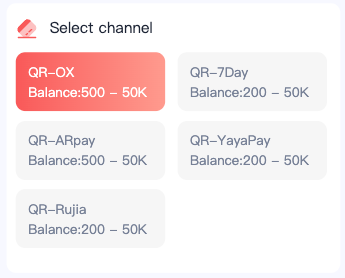 Select channel
QR-OX
Balance:500 - 50K
QR-7Day
Balance:200 - 50K
QR-ARpay
Balance:500 - 50K
QR-YayaPay
Balance:200 - 50K
QR-Rujia
Balance:200 - 50K